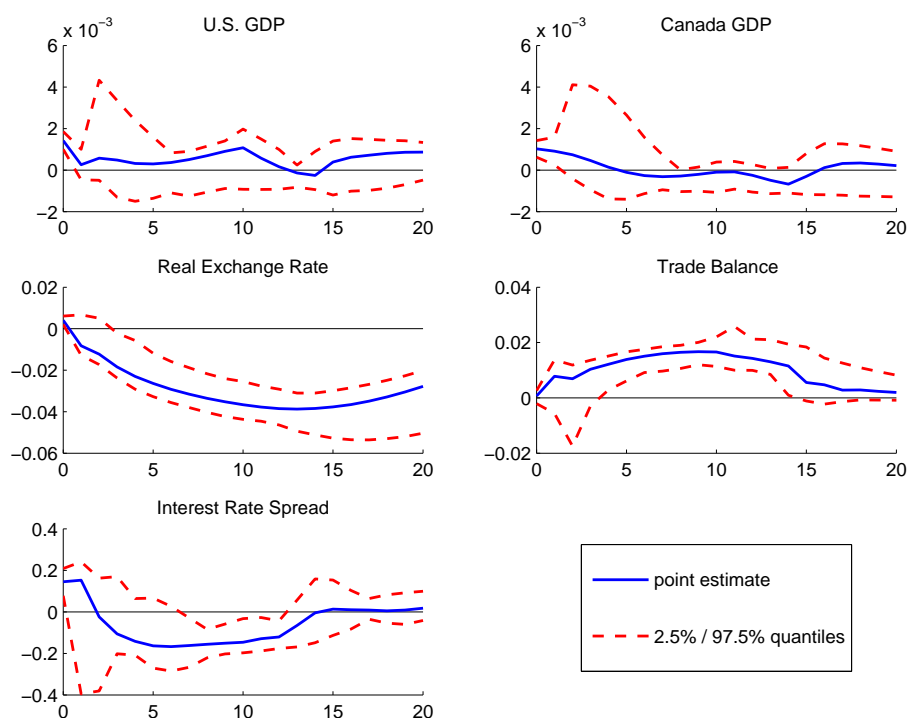 U.S. GDP
x 10⁻³
6
4
2
0
−2
0 5 10 15 20
Canada GDP
x 10⁻³
6
4
2
0
−2
0 5 10 15 20
Real Exchange Rate
0.02
0
−0.02
−0.04
−0.06
0 5 10 15 20
Trade Balance
0.04
0.02
0
−0.02
0 5 10 15 20
Interest Rate Spread
0.4
0.2
0
−0.2
−0.4
0 5 10 15 20
point estimate
2.5% / 97.5% quantiles